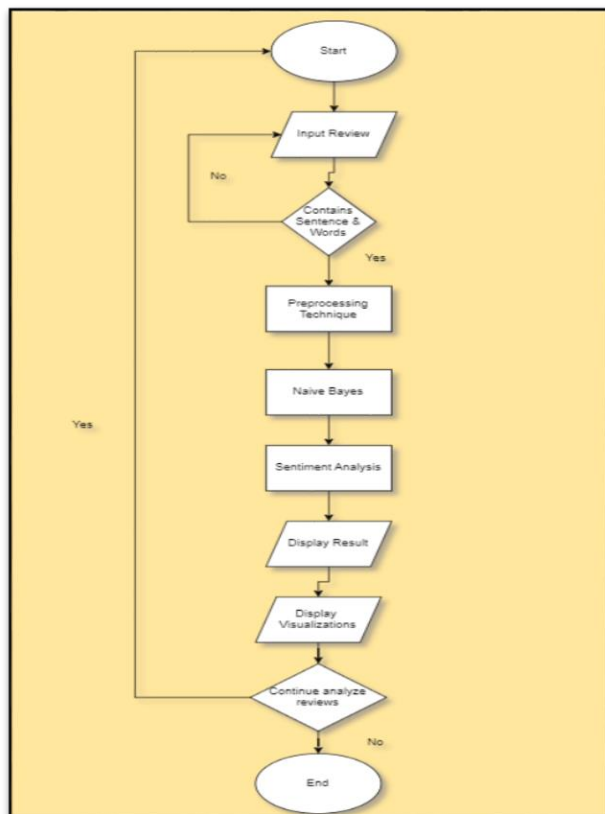 Start
Input Review
No
Contains
Sentence &
Words
Yes
Preprocessing
Technique
Naive Bayes
Yes
Sentiment Analysis
Display Result
Display
Visualizations
Continue analyze
reviews
No
End